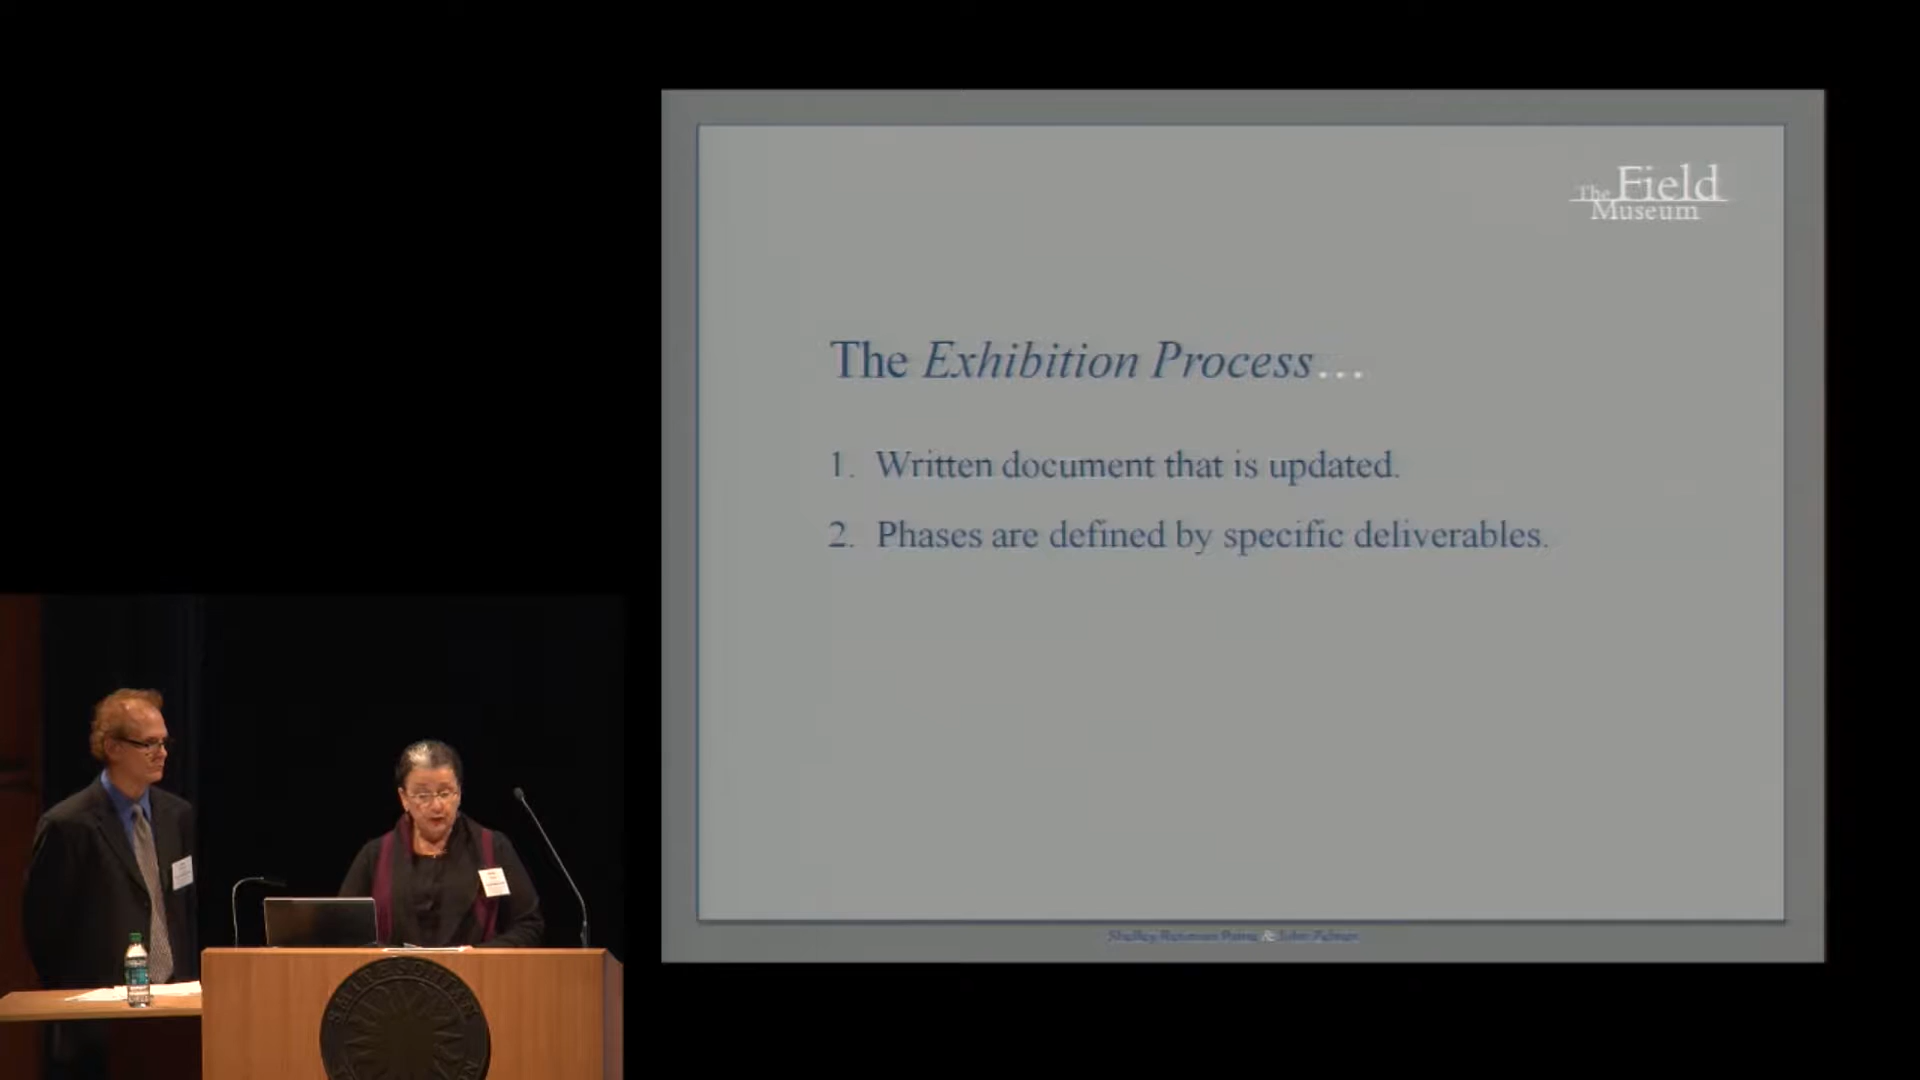 The Field
Museum
The Exhibition Process...
1. Written document that is updated.
2. Phases are defined by specific deliverables.
SMITHSONIAN